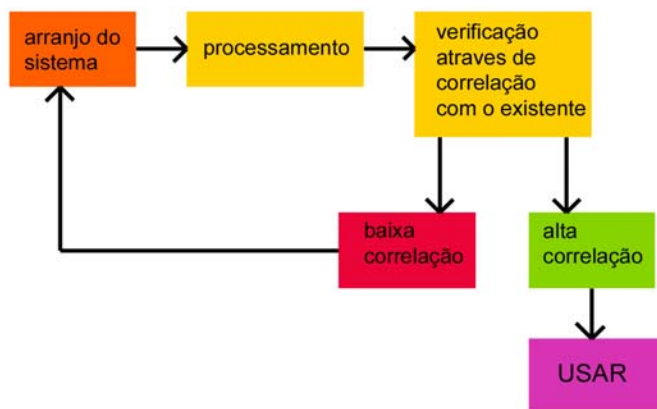 arranjo do
sistema
processamento
verificação
atraves de
correlação
com o existente
baixa
correlação
alta
correlação
USAR